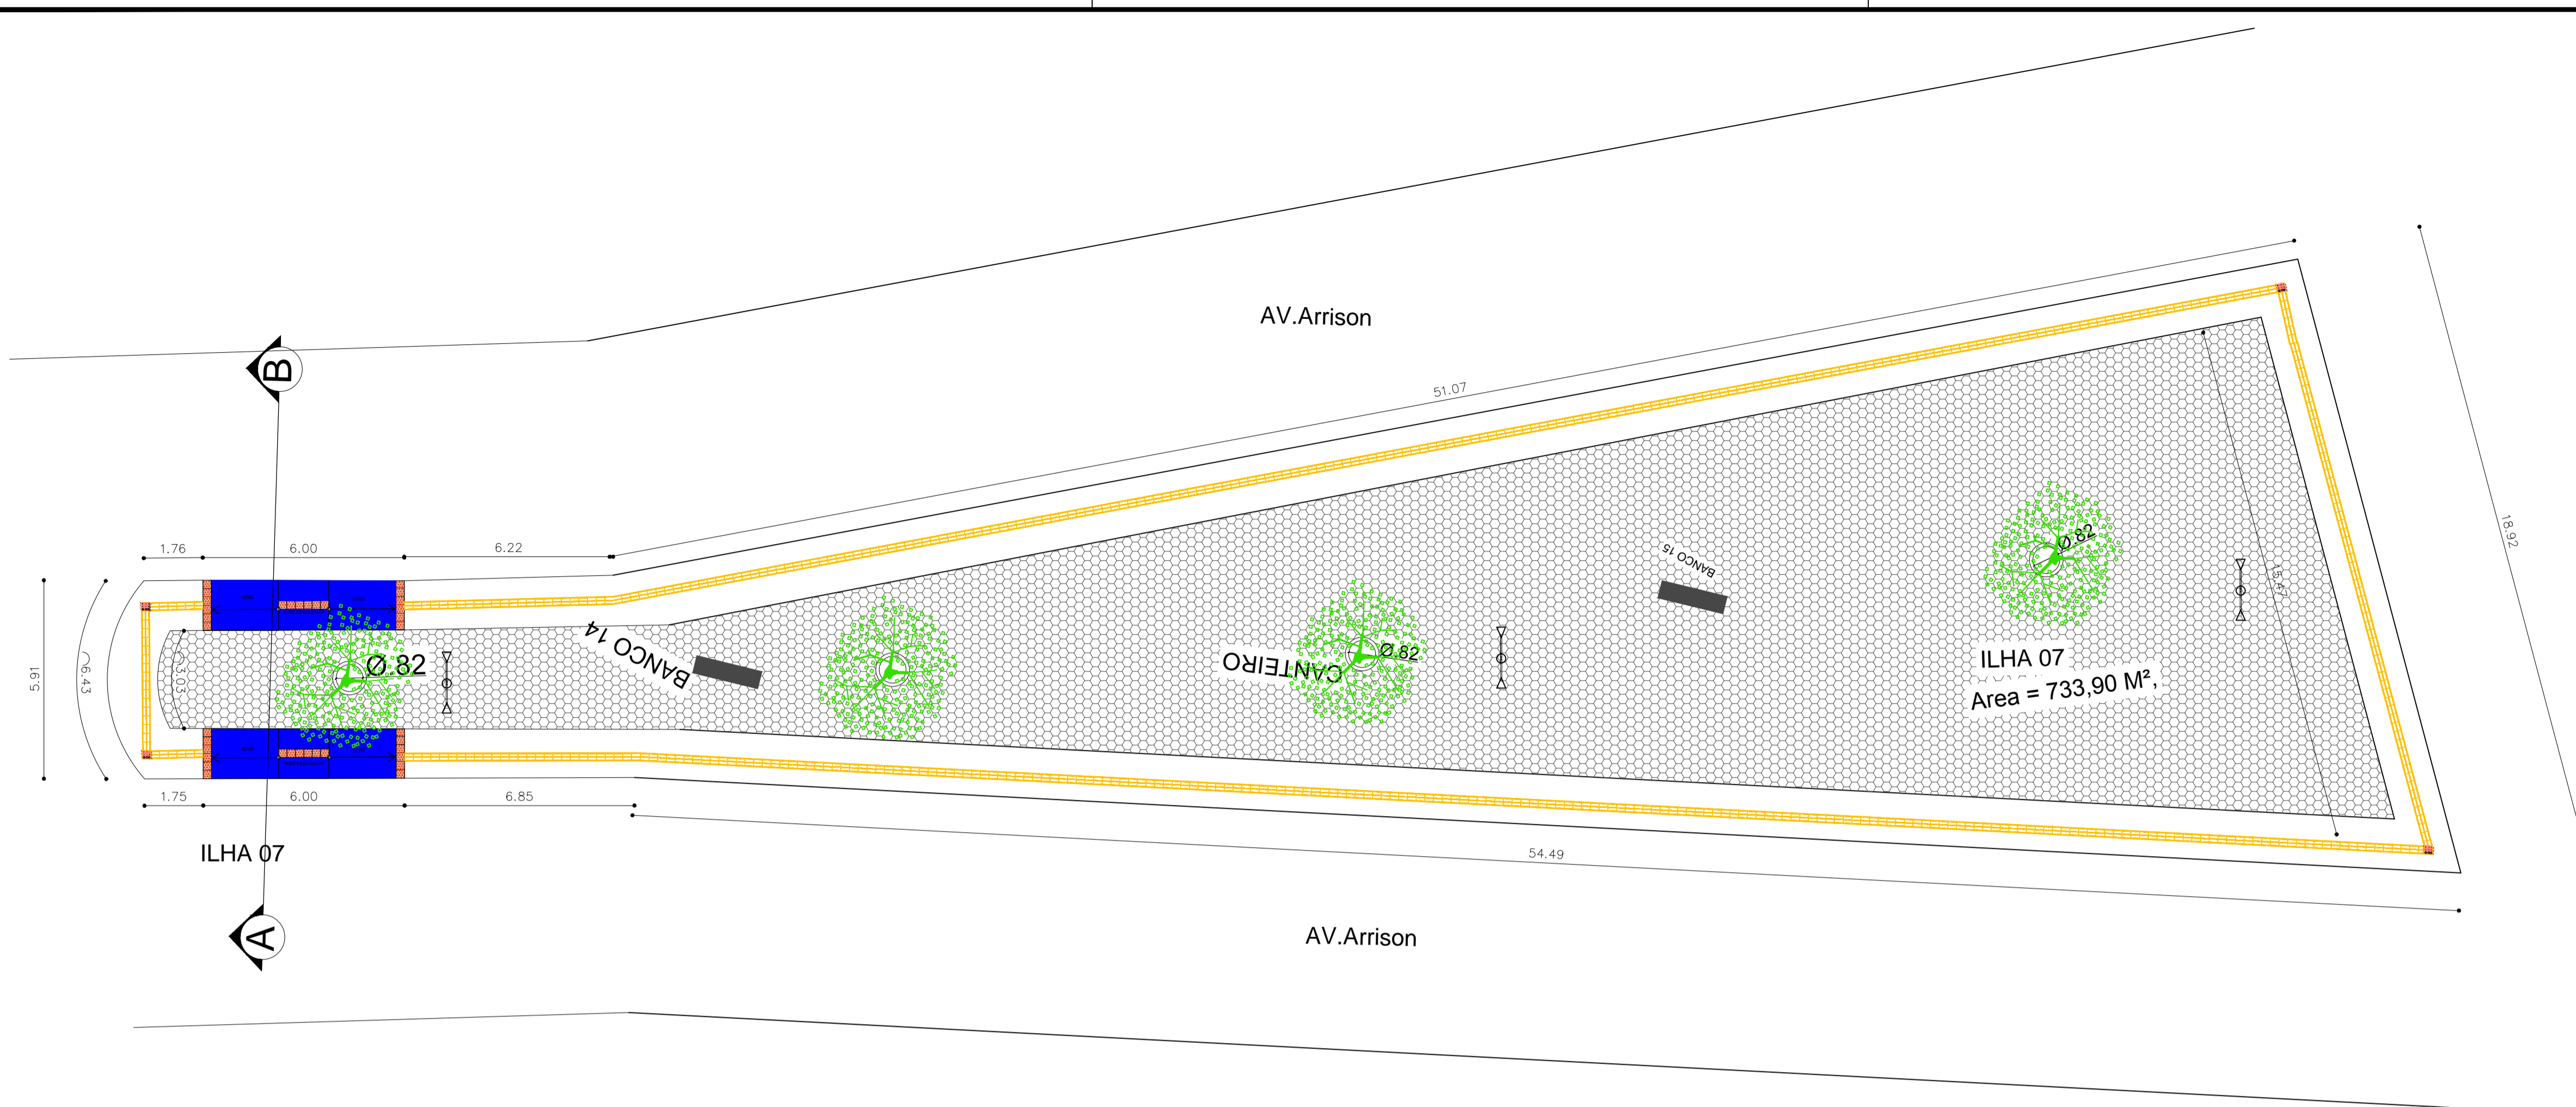 AV.Arrison
B
51.07
18.92
1.76
6.00
6.22
5.91
6.43
3.03
Ø.82
BANCO 14
CANTEIRO
Ø.82
BANCO 15
Ø.82
15.47
ILHA 07
Area = 733,90 M²,
1.75
6.00
6.85
54.49
ILHA 07
A
AV.Arrison